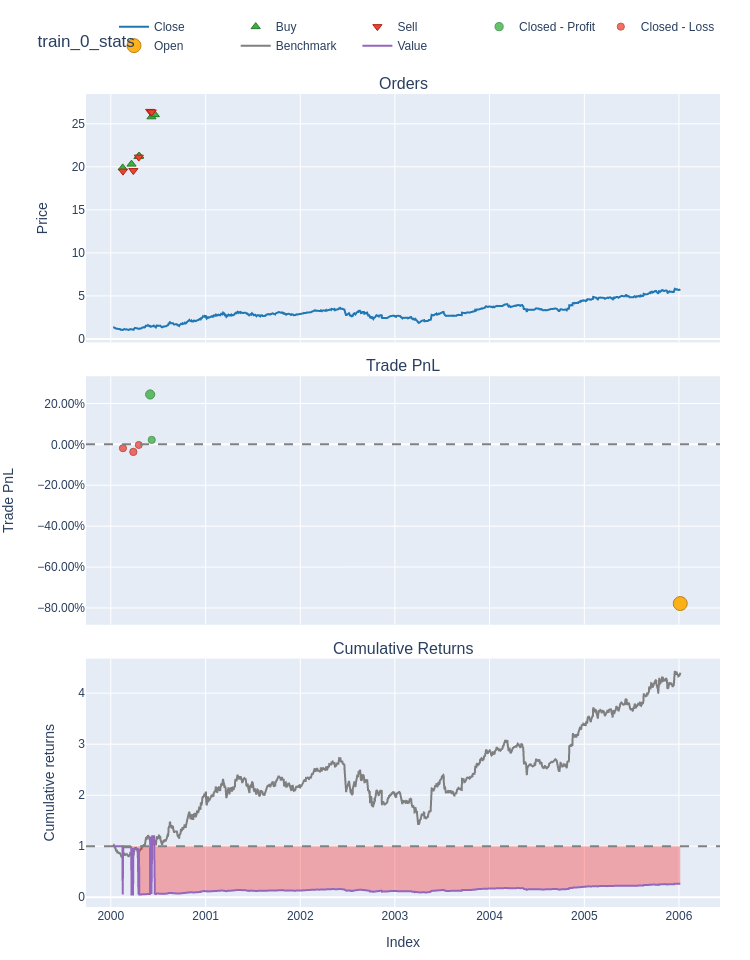 Close Buy Sell Closed - Profit Closed - Loss
train_0_stats
Open Benchmark Value
Orders
25
20
15
10
5
0
Price
Trade PnL
20.00%
0.00%
−20.00%
−40.00%
−60.00%
−80.00%
Trade PnL
Cumulative Returns
4
3
2
1
0
Cumulative returns
2000 2001 2002 2003 2004 2005 2006
Index